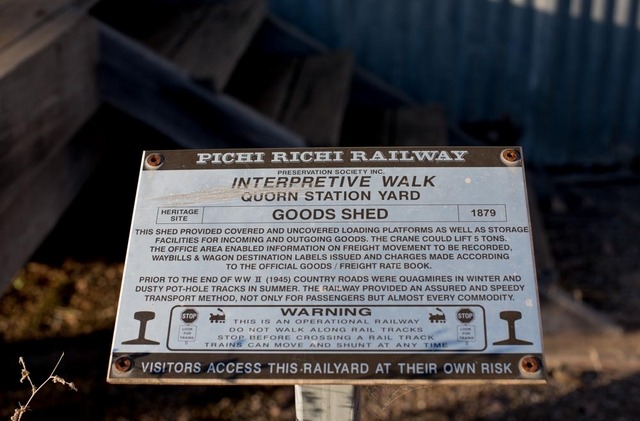 PICHI RICHI RAILWAY
PRESERVATION SOCIETY INC.
INTERPRETIVE WALK
QUORN STATION YARD
HERITAGE SITE GOODS SHED 1879
THIS SHED PROVIDED COVERED AND UNCOVERED LOADING PLATFORMS AS WELL AS STORAGE
FACILITIES FOR INCOMING AND OUTGOING GOODS. THE CRANE COULD LIFT 5 TONS.
THE OFFICE AREA ENABLED INFORMATION ON FREIGHT MOVEMENT TO BE RECORDED,
WAYBILLS & WAGON DESTINATION LABELS ISSUED AND CHARGES MADE ACCORDING
TO THE OFFICIAL GOODS / FREIGHT RATE BOOK.
PRIOR TO THE END OF WW II (1945) COUNTRY ROADS WERE QUAGMIRES IN WINTER AND
DUSTY POT-HOLE TRACKS IN SUMMER. THE RAILWAY PROVIDED AN ASSURED AND SPEEDY
TRANSPORT METHOD, NOT ONLY FOR PASSENGERS BUT ALMOST EVERY COMMODITY.
WARNING
STOP THIS IS AN OPERATIONAL RAILWAY STOP
DO NOT WALK ALONG RAIL TRACKS
LOOK FOR TRAINS STOP BEFORE CROSSING A RAIL TRACK LOOK FOR TRAINS
TRAINS CAN MOVE AND SHUNT AT ANY TIME
VISITORS ACCESS THIS RAILYARD AT THEIR OWN RISK